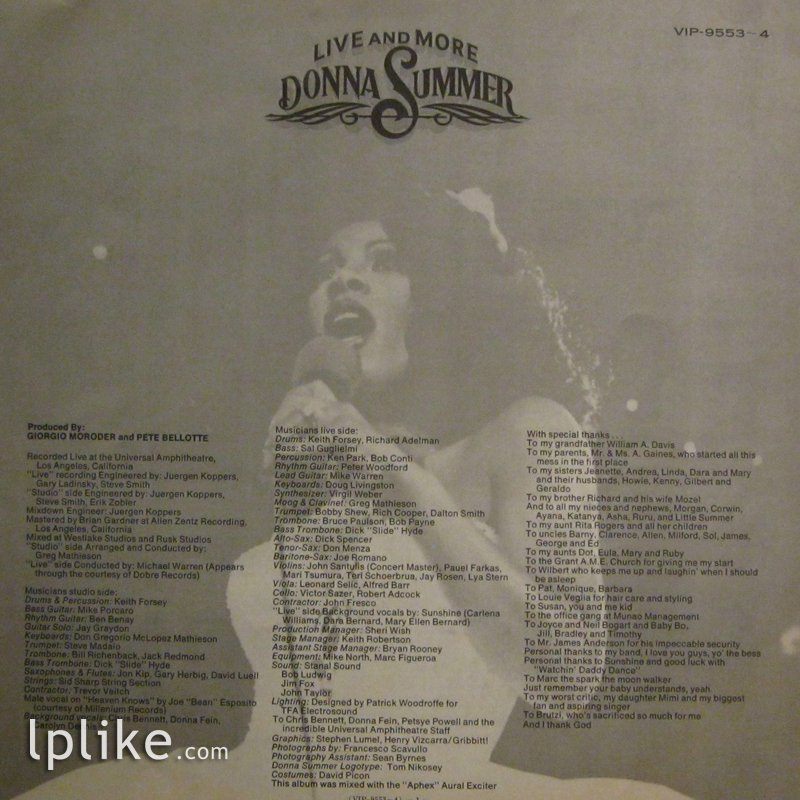 VIP-9553~4
LIVE AND MORE
DONNA SUMMER
Produced By:
GIORGIO MORODER and PETE BELLOTTE
Recorded Live at the Universal Amphitheatre,
Los Angeles, California
"Live" recording Engineered by: Juergen Koppers,
Gary Ladinsky, Steve Smith
"Studio" side Engineered by: Juergen Koppers,
Steve Smith, Erik Zobler
Mixdown Engineer: Juergen Koppers
Mastered by Brian Gardner at Allen Zentz Recording,
Los Angeles, California
Mixed at Westlake Studios and Rusk Studios
"Studio" side Arranged and Conducted by:
Greg Mathieson
"Live" side Conducted by: Michael Warren (Appears
through the courtesy of Dobre Records)
Musicians studio side:
Drums & Percussion: Keith Forsey
Bass Guitar: Mike Porcaro
Rhythm Guitar: Ben Benay
Guitar Solo: Jay Graydon
Keyboards: Don Gregorio McLopez Mathieson
Trumpet: Steve Madaio
Trombone: Bill Richenback, Jack Redmond
Bass Trombone: Dick "Slide" Hyde
Saxophones & Flutes: Jon Kip, Gary Herbig, David Luell
Strings: Sid Sharp String Section
Contractor: Trevor Veitch
Male vocal on "Heaven Knows" by Joe "Bean" Esposito
(courtesy of Millenium Records)
Background vocals: Chris Bennett, Donna Fein,
Carolyn
Musicians live side:
Drums: Keith Forsey, Richard Adelman
Bass: Sal Guglielmi
Percussion: Ken Park, Bob Conti
Rhythm Guitar: Peter Woodford
Lead Guitar: Mike Warren
Keyboards: Doug Livingston
Synthesizer: Virgil Weber
Moog & Clavinet: Greg Mathieson
Trumpet: Bobby Shew, Rich Cooper, Dalton Smith
Trombone: Bruce Paulson, Bob Payne
Bass Trombone: Dick "Slide" Hyde
Alto-Sax: Dick Spencer
Tenor-Sax: Don Menza
Baritone-Sax: Joe Romano
Violins: John Santulis (Concert Master), Pauel Farkas,
Mari Tsumura, Teri Schoerbrua, Jay Rosen, Lya Stern
Viola: Leonard Selic, Alfred Barr
Cello: Victor Sazer, Robert Adcock
Contractor: John Fresco
"Live" side Background vocals by: Sunshine (Carlena
Williams, Dara Bernard, Mary Ellen Bernard)
Production Manager: Sheri Wish
Stage Manager: Keith Robertson
Assistant Stage Manager: Bryan Rooney
Equipment: Mike North, Marc Figueroa
Sound: Stanal Sound
Bob Ludwig
Jim Fox
John Taylor
Lighting: Designed by Patrick Woodroffe for
TFA Electrosound
To Chris Bennett, Donna Fein, Petsye Powell and the
incredible Universal Amphitheatre Staff
Graphics: Stephen Lumel, Henry Vizcarra/Gribbitt!
Photographs by: Francesco Scavullo
Photography Assistant: Sean Byrnes
Donna Summer Logotype: Tom Nikosey
Costumes: David Picon
This album was mixed with the "Aphex" Aural Exciter
With special thanks ...
To my grandfather William A. Davis
To my parents, Mr. & Ms. A. Gaines, who started all this
mess in the first place
To my sisters Jeanette, Andrea, Linda, Dara and Mary
and their husbands, Howie, Kenny, Gilbert and
Geraldo
To my brother Richard and his wife Mozel
And to all my nieces and nephews, Morgan, Corwin,
Ayana, Katanya, Asha, Ruru, and Little Summer
To my aunt Rita Rogers and all her children
To uncles Barny, Clarence, Allen, Milford, Sol, James,
George and Ed
To my aunts Dot, Eula, Mary and Ruby
To the Grant A.M.E. Church for giving me my start
To Wilbert who keeps me up and laughin' when I should
be asleep
To Pat, Monique, Barbara
To Louie Veglia for hair care and styling
To Susan, you and me kid
To the office gang at Munao Management
To Joyce and Neil Bogart and Baby Bo,
Jill, Bradley and Timothy
To Mr. James Anderson for his impeccable security
Personal thanks to my band, I love you guys, yo' the bess
Personal thanks to Sunshine and good luck with
"Watchin' Daddy Dance"
To Marc the spark the moon walker
Just remember your baby understands, yeah
To my worst critic, my daughter Mimi and my biggest
fan and aspiring singer
To Brutzi, who's sacrificed so much for me
And I thank God
lplike.com
(VIP-9553~4)